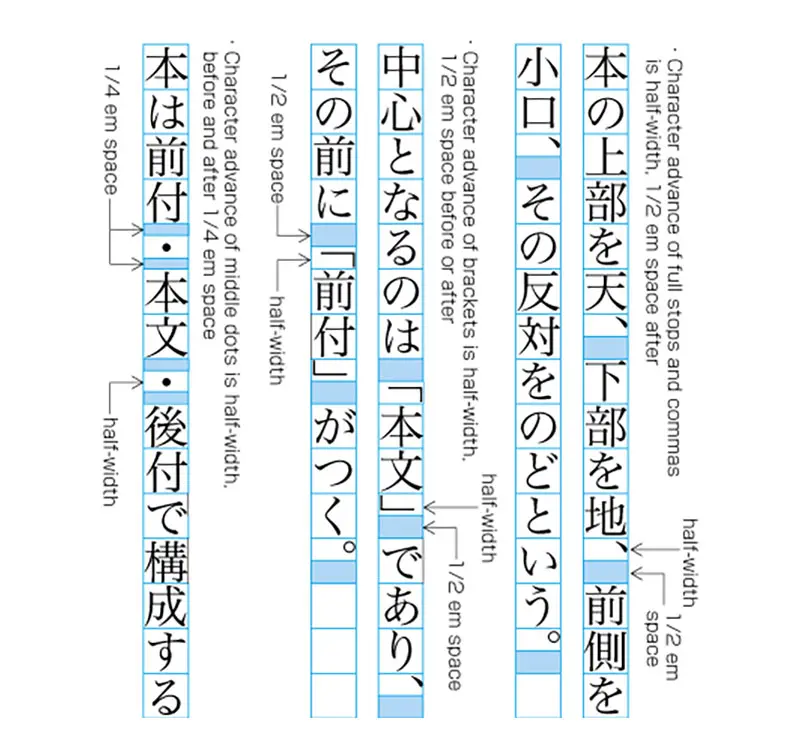 · Character advance of full stops and commas
is half-width, 1/2 em space after
half-width
1/2 em
space
本の上部を天、下部を地、前側を
小口、その反対をのどという。
· Character advance of brackets is half-width,
1/2 em space before or after
half-width
1/2 em space
中心となるのは「本文」であり、
その前に「前付」がつく。
1/2 em space
half-width
· Character advance of middle dots is half-width,
before and after 1/4 em space
本は前付・本文・後付で構成する
1/4 em space
half-width